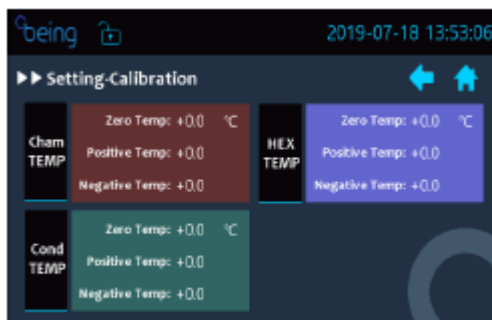 being 2019-07-18 13:53:06
▶▶ Setting-Calibration
Cham TEMP
Zero Temp: +0.0 ℃
Positive Temp: +0.0
Negative Temp: +0.0
HEX TEMP
Zero Temp: +0.0 ℃
Positive Temp: +0.0
Negative Temp: +0.0
Cond TEMP
Zero Temp: +0.0 ℃
Positive Temp: +0.0
Negative Temp: +0.0